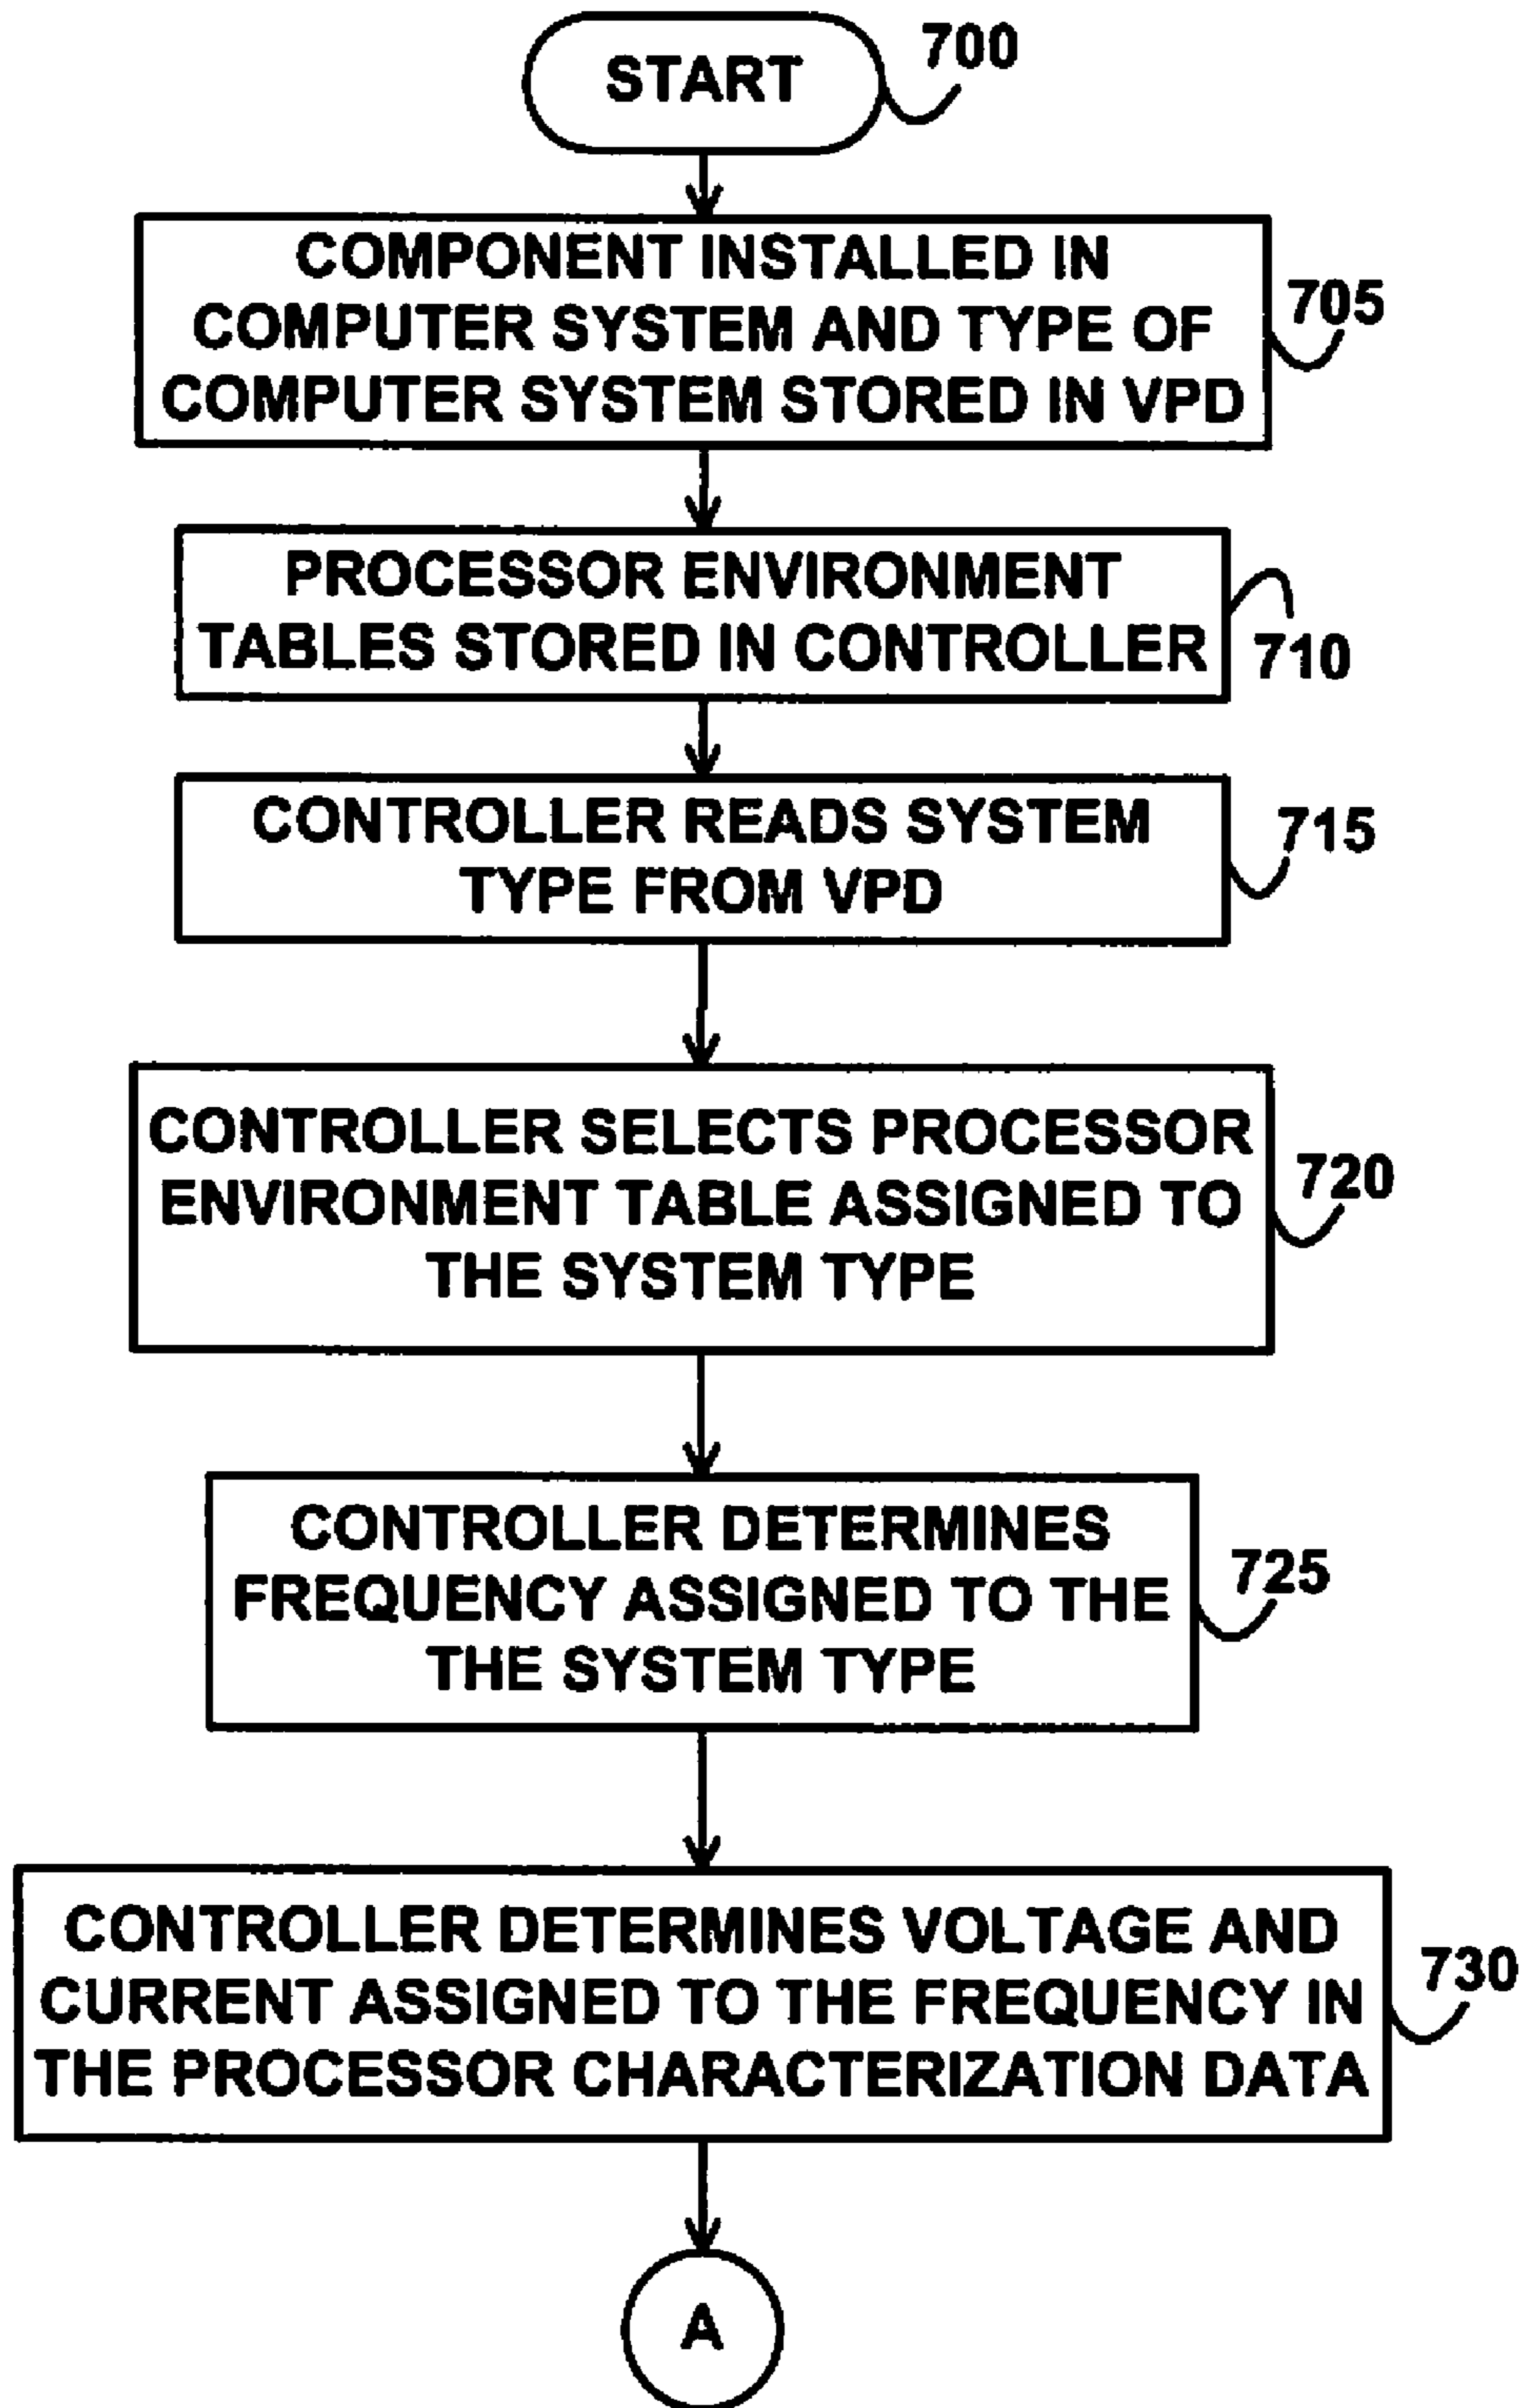 START
700
COMPONENT INSTALLED IN
COMPUTER SYSTEM AND TYPE OF
COMPUTER SYSTEM STORED IN VPD
705
PROCESSOR ENVIRONMENT
TABLES STORED IN CONTROLLER
710
CONTROLLER READS SYSTEM
TYPE FROM VPD
715
CONTROLLER SELECTS PROCESSOR
ENVIRONMENT TABLE ASSIGNED TO
THE SYSTEM TYPE
720
CONTROLLER DETERMINES
FREQUENCY ASSIGNED TO THE
THE SYSTEM TYPE
725
CONTROLLER DETERMINES VOLTAGE AND
CURRENT ASSIGNED TO THE FREQUENCY IN
THE PROCESSOR CHARACTERIZATION DATA
730
A